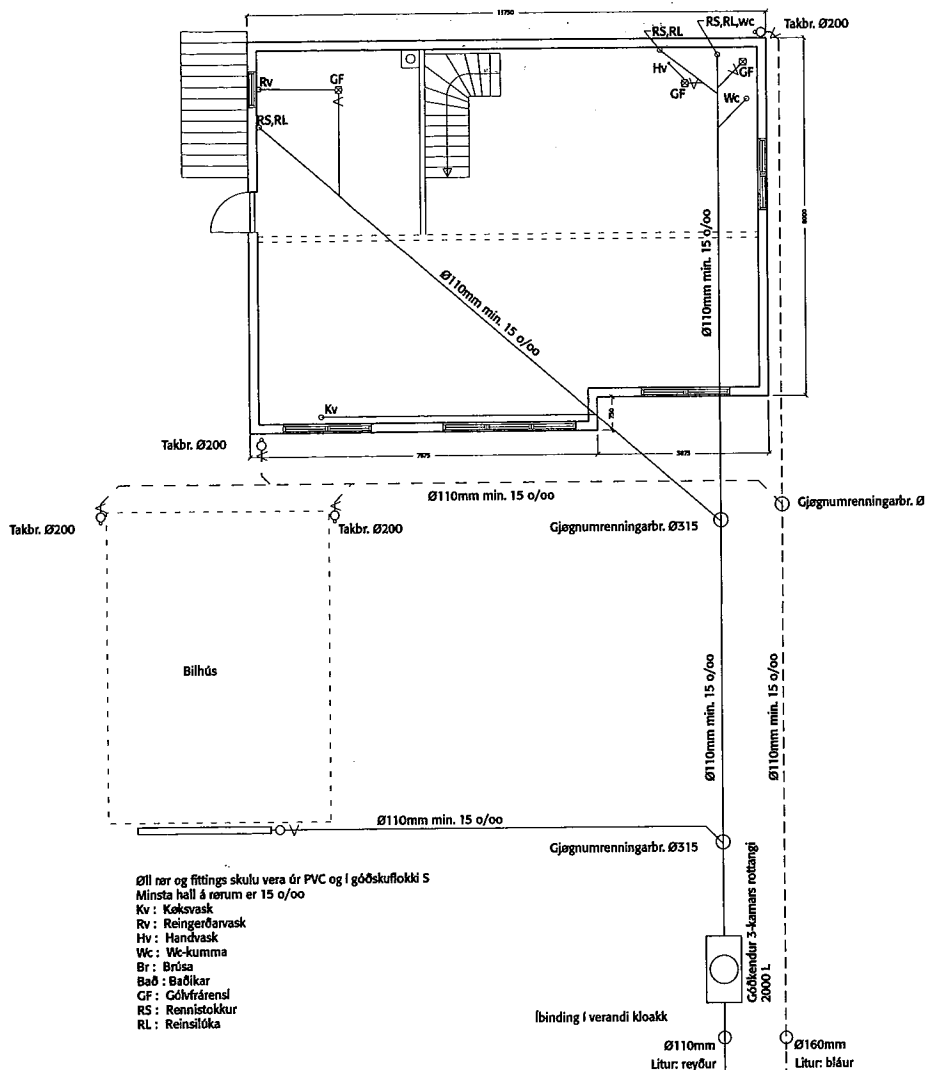 11750
Takbr. Ø200
RS,RL,wc
RS,RL
Hv
GF
GF
Wc
Rv
GF
RS,RL
8000
Ø110mm min. 15 o/oo
Ø110mm min. 15 o/oo
Kv
750
Takbr. Ø200
7875
3875
Ø110mm min. 15 o/oo
Gjøgnumrenningarbr. Ø
Takbr. Ø200
Takbr. Ø200
Gjøgnumrenningarbr. Ø315
Bilhús
Ø110mm min. 15 o/oo
Ø110mm min. 15 o/oo
Ø110mm min. 15 o/oo
Gjøgnumrenningarbr. Ø315
Øll rør og fittings skulu vera úr PVC og í góðskuflokki S
Minsta hall á rørum er 15 o/oo
Kv : Køksvask
Rv : Reingerðarvask
Hv : Handvask
Wc : Wc-kumma
Br : Brúsa
Bað : Baðikar
GF : Gólvfrárensl
RS : Rennistokkur
RL : Reinsilúka
Góðkendur 3-kamars rottangi
2000 L
Íbinding í verandi kloakk
Ø110mm
Litur: reyður
Ø160mm
Litur: bláur